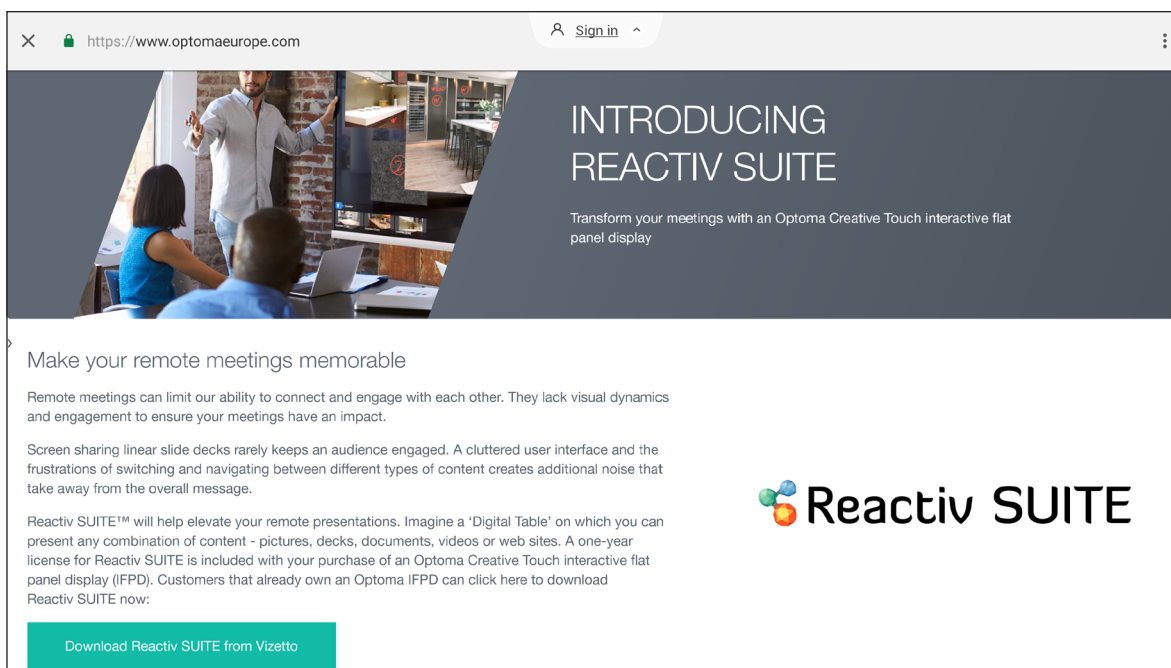 Sign in
https://www.optomaeurope.com
INTRODUCING
REACTIV SUITE
Transform your meetings with an Optoma Creative Touch interactive flat
panel display
Make your remote meetings memorable
Remote meetings can limit our ability to connect and engage with each other. They lack visual dynamics
and engagement to ensure your meetings have an impact.
Screen sharing linear slide decks rarely keeps an audience engaged. A cluttered user interface and the
frustrations of switching and navigating between different types of content creates additional noise that
take away from the overall message.
Reactiv SUITE™ will help elevate your remote presentations. Imagine a ‘Digital Table’ on which you can
present any combination of content - pictures, decks, documents, videos or web sites. A one-year
license for Reactiv SUITE is included with your purchase of an Optoma Creative Touch interactive flat
panel display (IFPD). Customers that already own an Optoma IFPD can click here to download
Reactiv SUITE now:
Reactiv SUITE
Download Reactiv SUITE from Vizetto